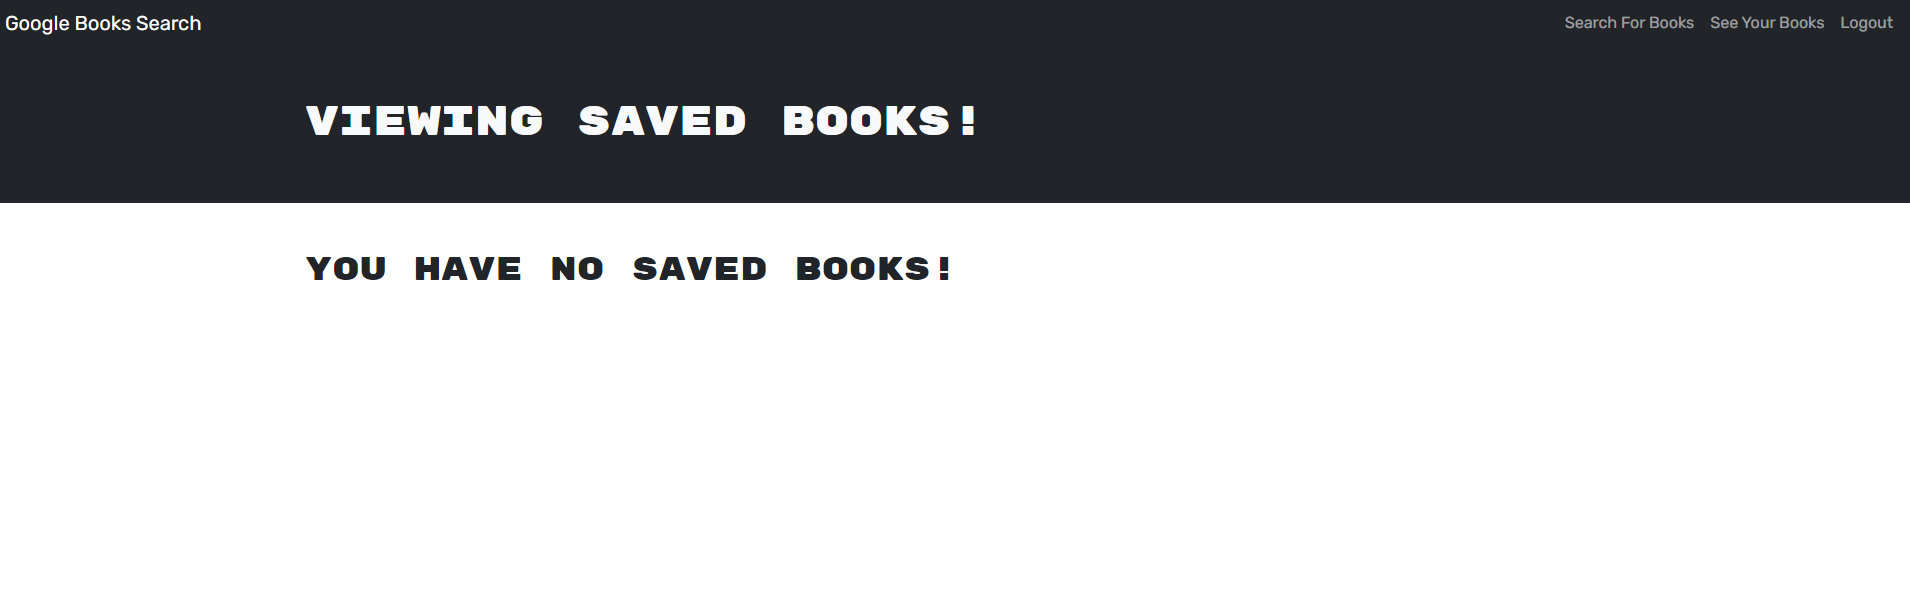 Google Books Search
Search For Books See Your Books Logout
VIEWING SAVED BOOKS!
YOU HAVE NO SAVED BOOKS!